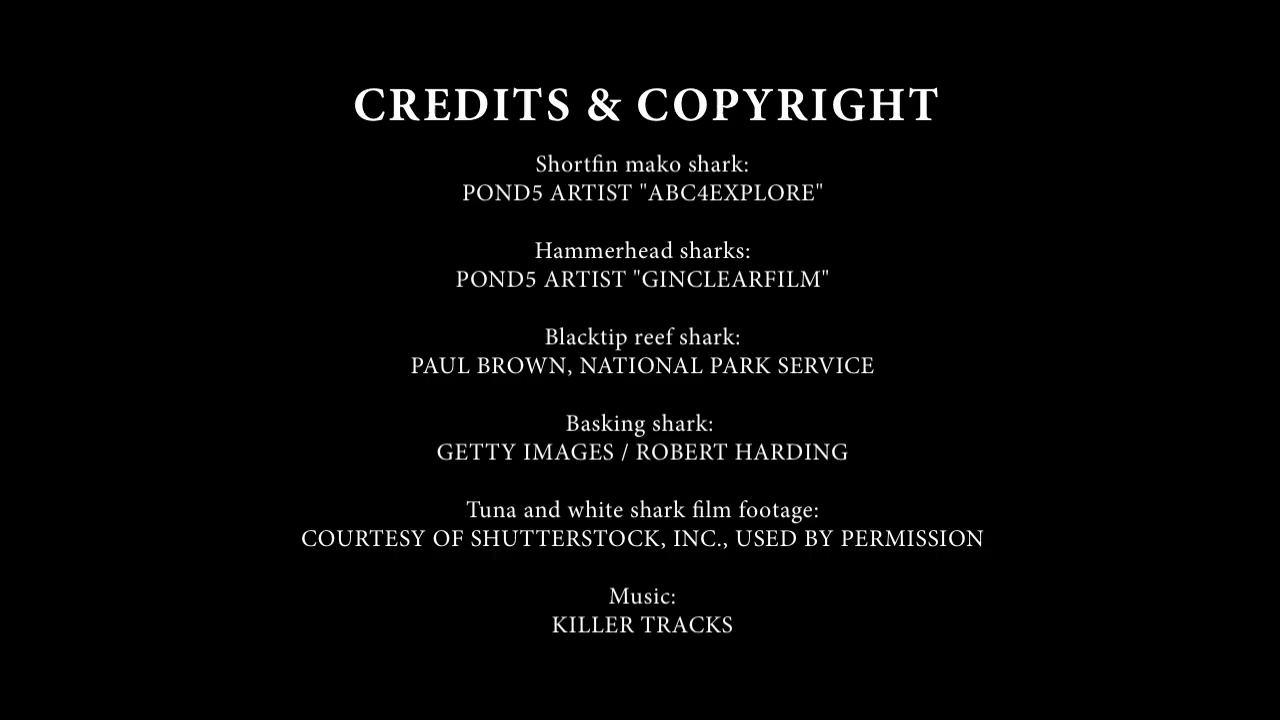 CREDITS & COPYRIGHT
Shortfin mako shark:
POND5 ARTIST "ABC4EXPLORE"
Hammerhead sharks:
POND5 ARTIST "GINCLEARFILM"
Blacktip reef shark:
PAUL BROWN, NATIONAL PARK SERVICE
Basking shark:
GETTY IMAGES / ROBERT HARDING
Tuna and white shark film footage:
COURTESY OF SHUTTERSTOCK, INC., USED BY PERMISSION
Music:
KILLER TRACKS